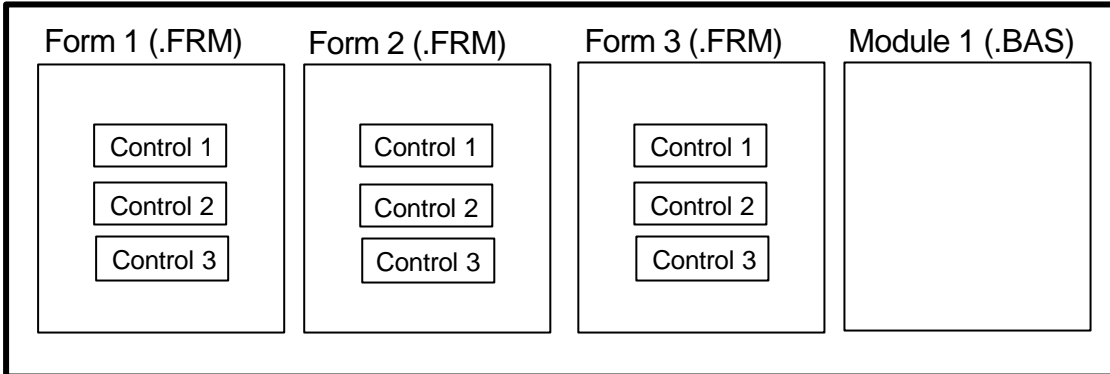 Form 1 (.FRM)
Form 2 (.FRM)
Form 3 (.FRM)
Module 1 (.BAS)
Control 1
Control 1
Control 1
Control 2
Control 2
Control 2
Control 3
Control 3
Control 3